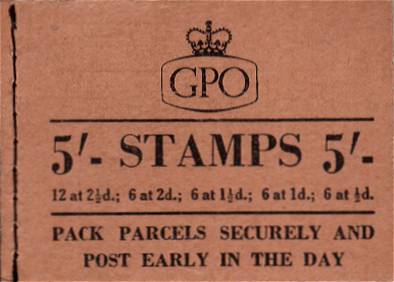 GPO
5/- STAMPS 5/-
12 at 2½d.; 6 at 2d.; 6 at 1½d.; 6 at 1d.; 6 at ½d.
PACK PARCELS SECURELY AND
POST EARLY IN THE DAY